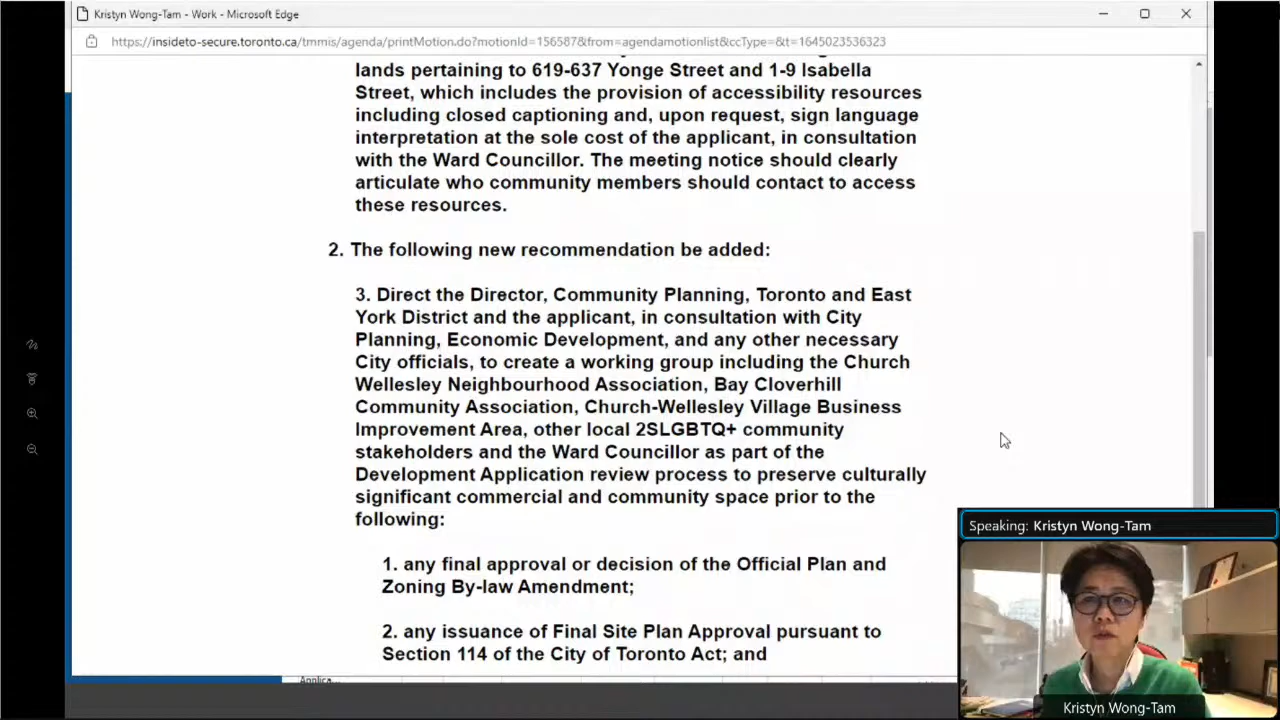 Kristyn Wong-Tam - Work - Microsoft Edge
https://insideto-secure.toronto.ca/tmmis/agenda/printMotion.do?motionId=156587&from=agendamotionlist&ccType=&t=1645023536323
lands pertaining to 619-637 Yonge Street and 1-9 Isabella
Street, which includes the provision of accessibility resources
including closed captioning and, upon request, sign language
interpretation at the sole cost of the applicant, in consultation
with the Ward Councillor. The meeting notice should clearly
articulate who community members should contact to access
these resources.
2. The following new recommendation be added:
3. Direct the Director, Community Planning, Toronto and East
York District and the applicant, in consultation with City
Planning, Economic Development, and any other necessary
City officials, to create a working group including the Church
Wellesley Neighbourhood Association, Bay Cloverhill
Community Association, Church-Wellesley Village Business
Improvement Area, other local 2SLGBTQ+ community
stakeholders and the Ward Councillor as part of the
Development Application review process to preserve culturally
significant commercial and community space prior to the
following:
1. any final approval or decision of the Official Plan and
Zoning By-law Amendment;
2. any issuance of Final Site Plan Approval pursuant to
Section 114 of the City of Toronto Act; and
Applica...
Speaking: Kristyn Wong-Tam
Kristyn Wong-Tam